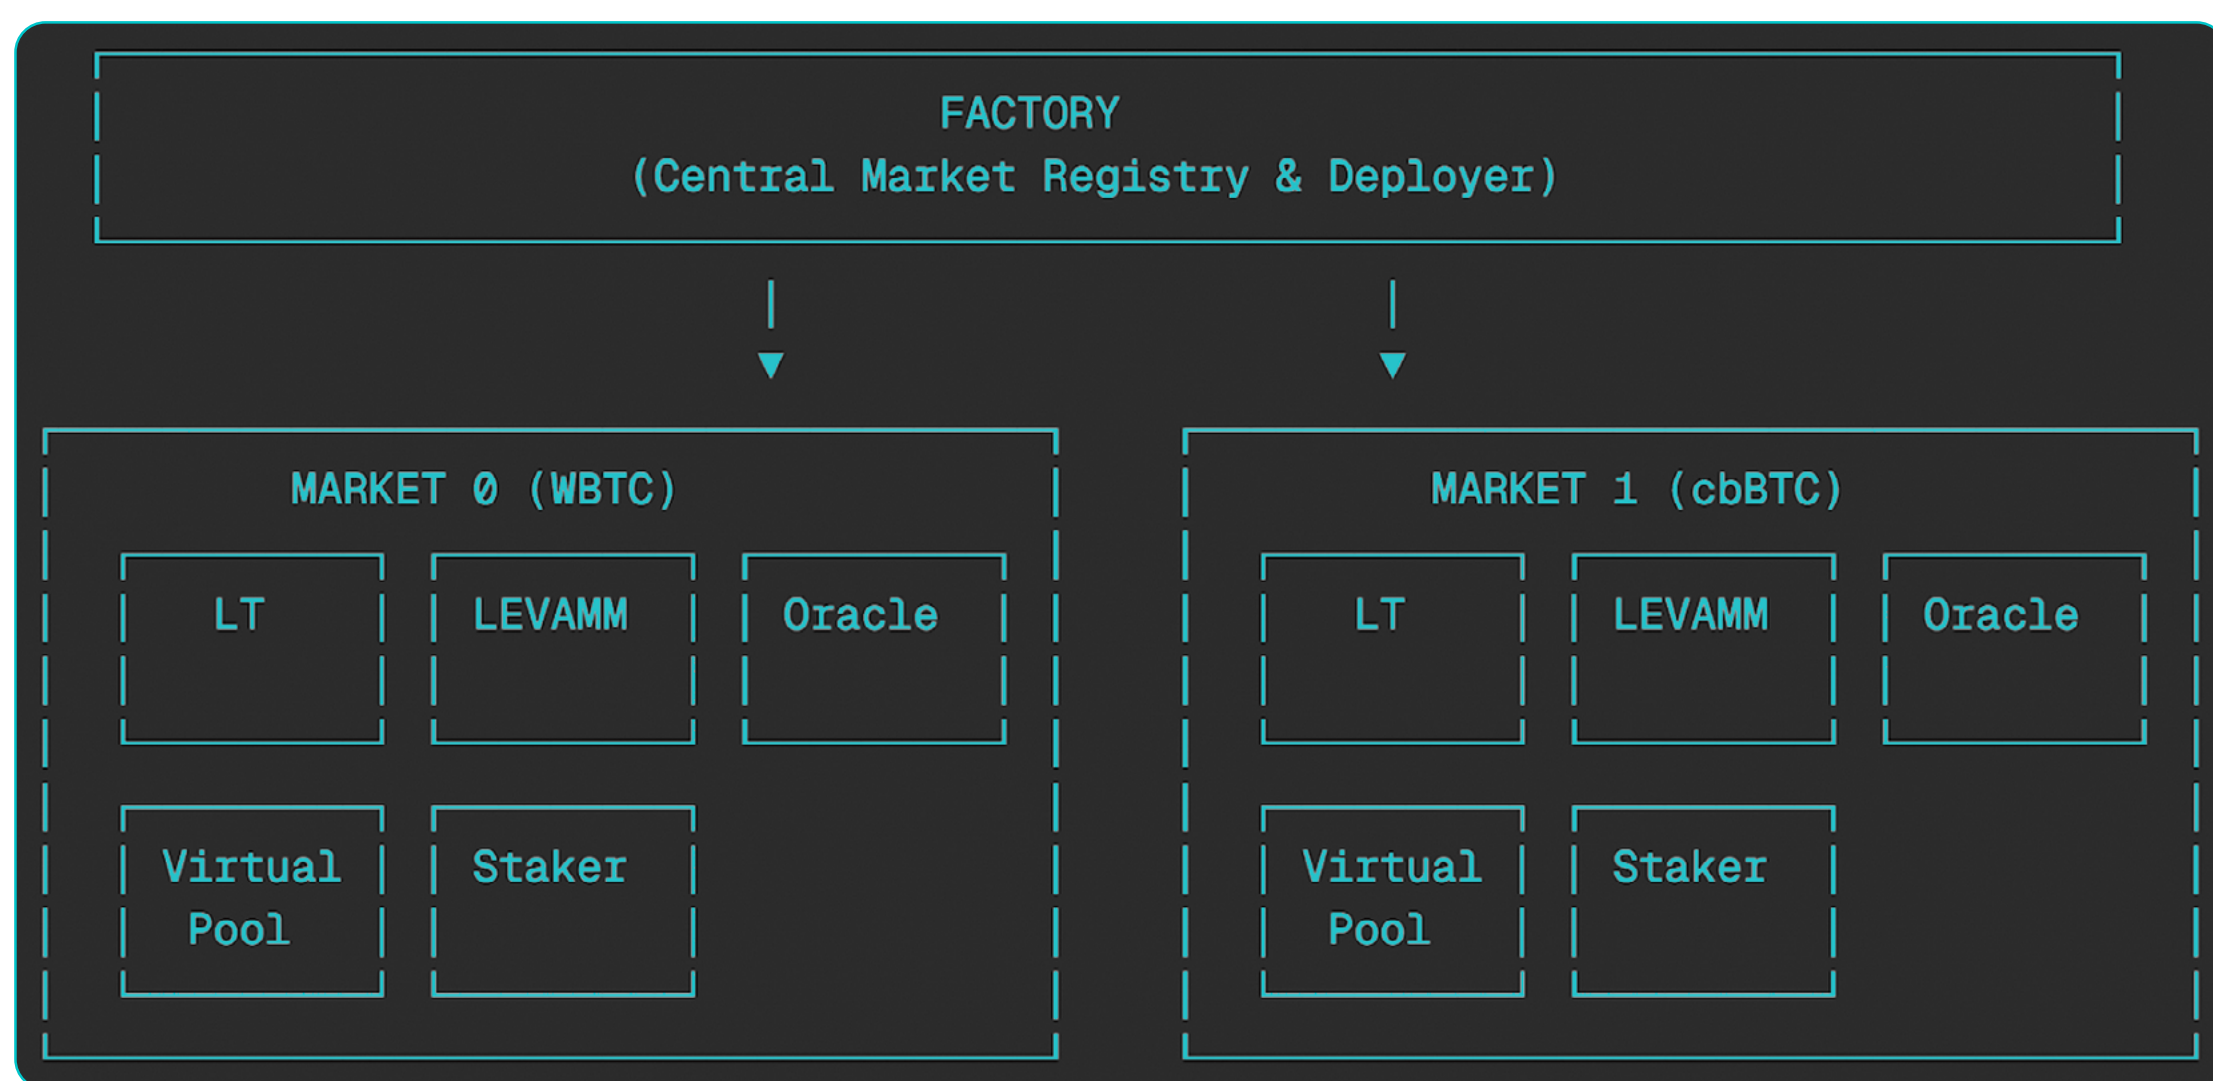 FACTORY
(Central Market Registry & Deployer)
MARKET 0 (WBTC)
LT
LEVAMM
Oracle
Virtual
Pool
Staker
MARKET 1 (cbBTC)
LT
LEVAMM
Oracle
Virtual
Pool
Staker